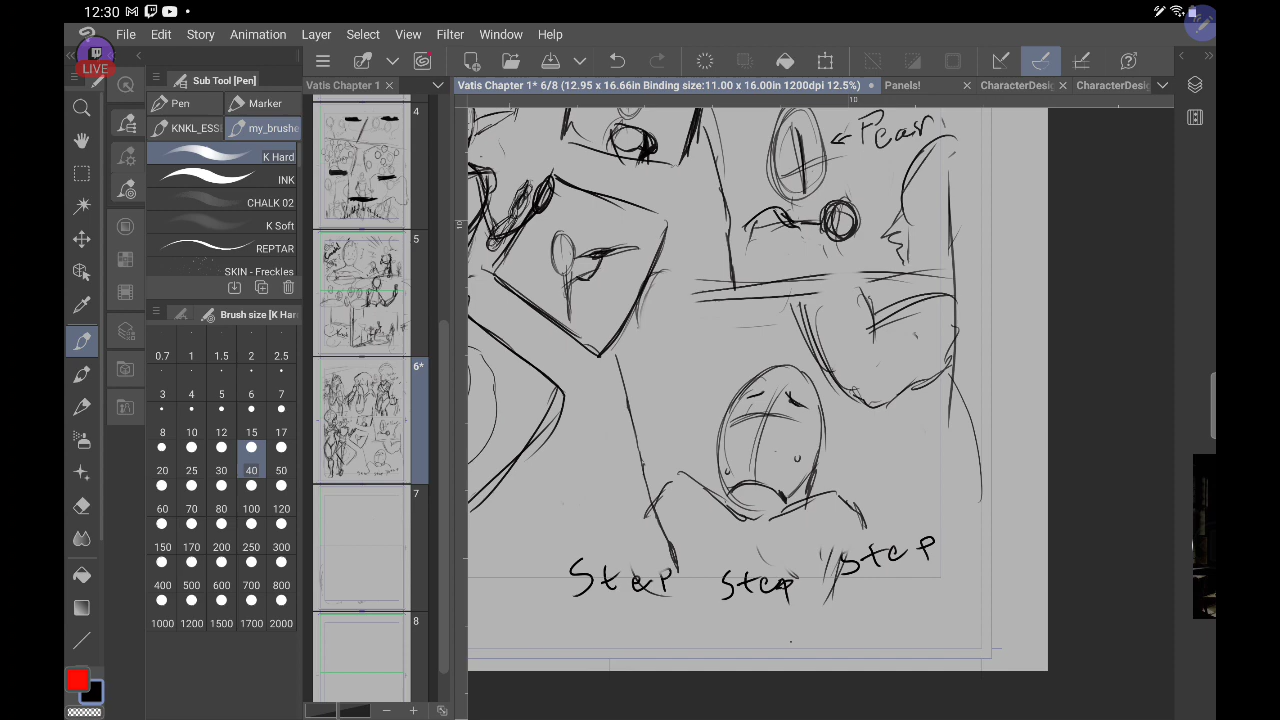 12:30
LIVE
File Edit Story Animation Layer Select View Filter Window Help
Sub Tool [Pen]
Pen Marker
KNKL_ESS my_brushe
K Hard
INK
CHALK 02
K Soft
REPTAR
SKIN - Freckles
Brush size [K Har
0.7 1 1.5 2 2.5
3 4 5 6 7
8 10 12 15 17
20 25 30 40 50
60 70 80 100 120
150 170 200 250 300
400 500 600 700 800
1000 1200 1500 1700 2000
Vatis Chapter 1
4
5
6*
7
8
Vatis Chapter 1* 6/8 (12.95 x 16.66in Binding size:11.00 x 16.00in 1200dpi 12.5%)
Panels!
CharacterDesig
CharacterDesig
10
10
Step Step Step